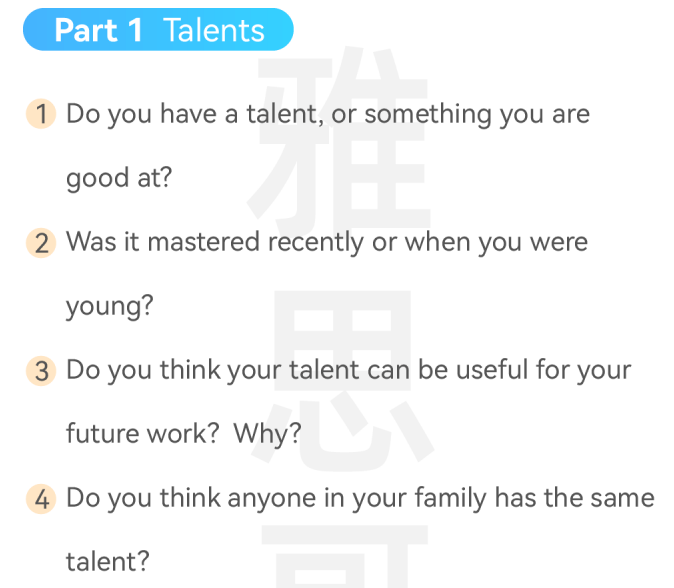 Part 1 Talents
1 Do you have a talent, or something you are
good at?
2 Was it mastered recently or when you were
young?
3 Do you think your talent can be useful for your
future work? Why?
4 Do you think anyone in your family has the same
talent?
雅
思
哥